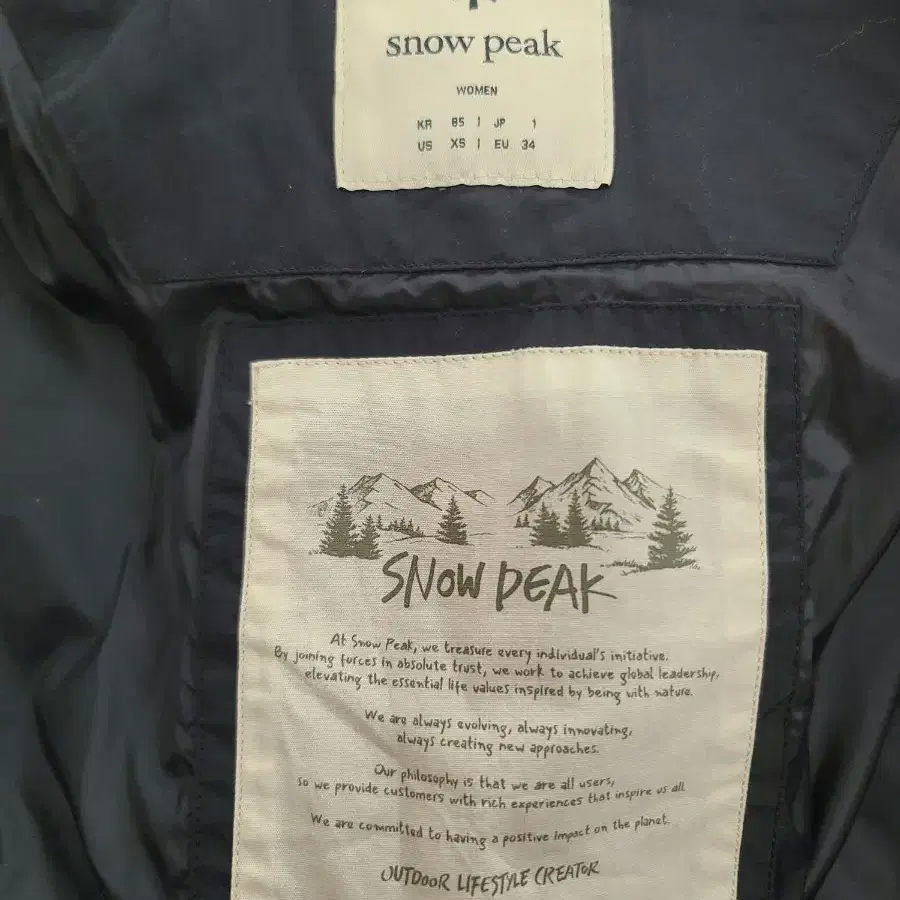 snow peak
WOMEN
KR 85 | JP 1
US XS | EU 34
SNOW PEAK
At Snow Peak, we treasure every individual's initiative.
By joining forces in absolute trust, we work to achieve global leadership,
elevating the essential life values inspired by being with nature.
We are always evolving, always innovating,
always creating new approaches.
Our philosophy is that we are all users,
so we provide customers with rich experiences that inspire us all.
We are committed to having a positive impact on the planet.
OUTDOOR LIFESTYLE CREATOR